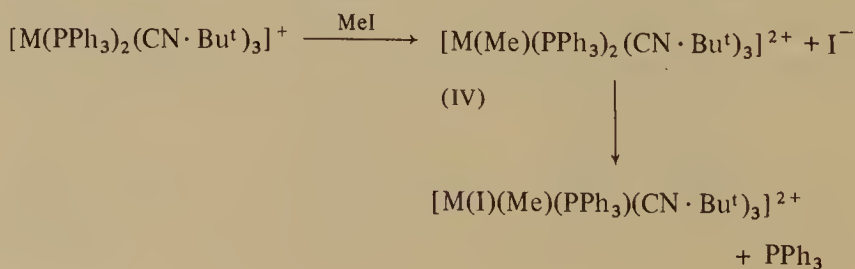 MeI
[M(PPh₃)₂(CN·Buᵗ)₃]⁺ ⟶ [M(Me)(PPh₃)₂(CN·Buᵗ)₃]²⁺ + I⁻
(IV)
[M(I)(Me)(PPh₃)(CN·Buᵗ)₃]²⁺
+ PPh₃